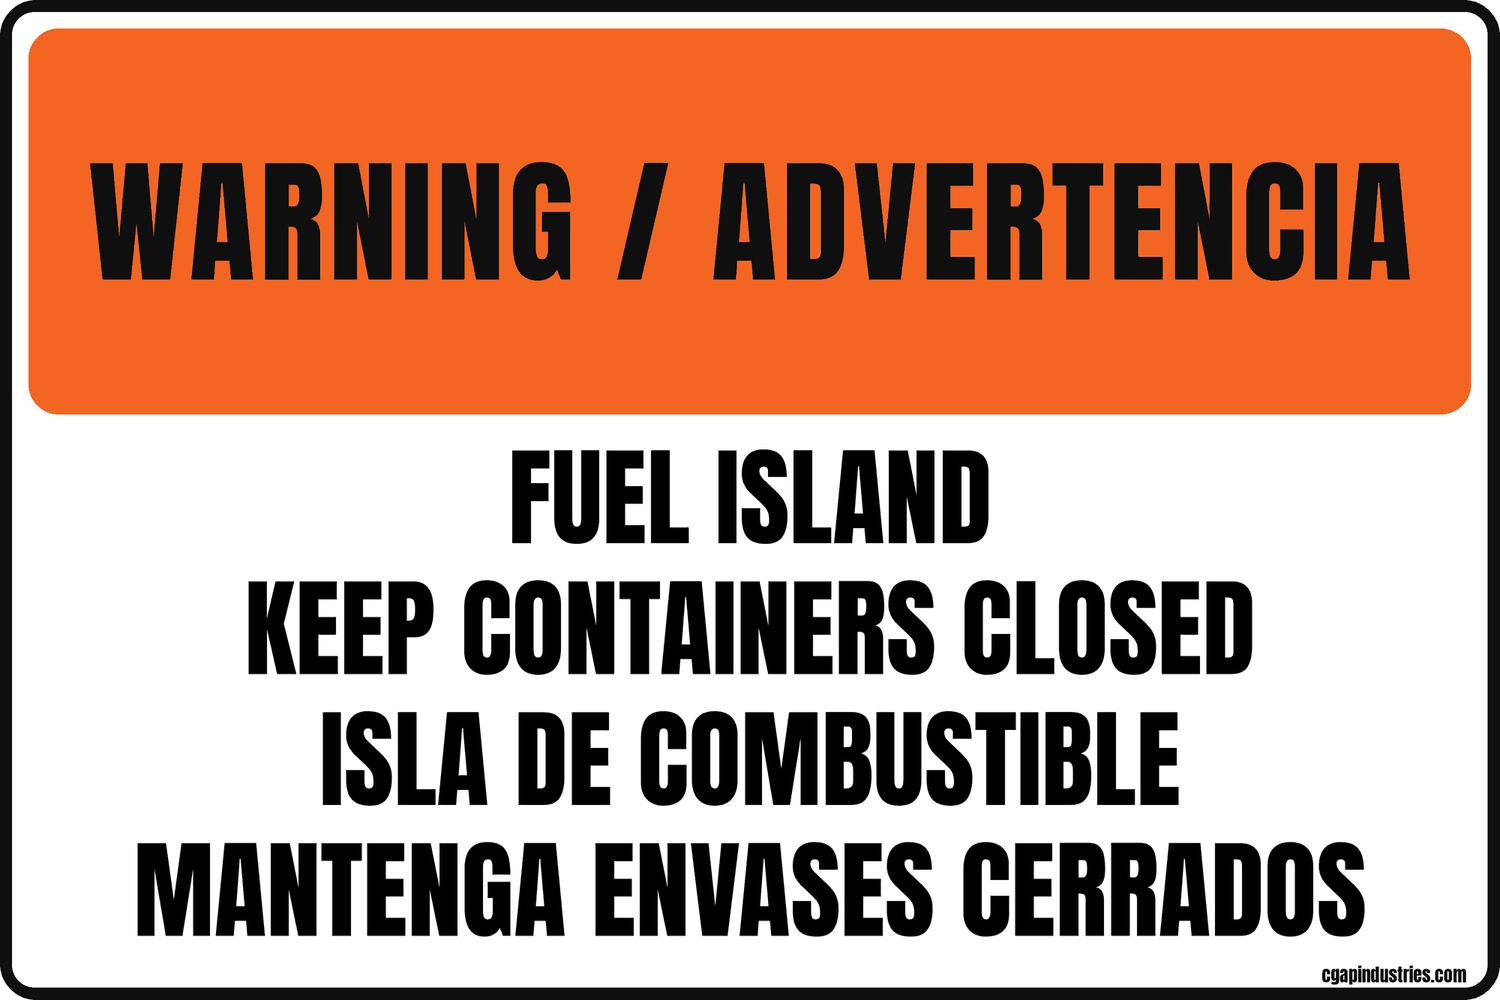 WARNING / ADVERTENCIA
FUEL ISLAND
KEEP CONTAINERS CLOSED
ISLA DE COMBUSTIBLE
MANTENGA ENVASES CERRADOS
cgapindustries.com